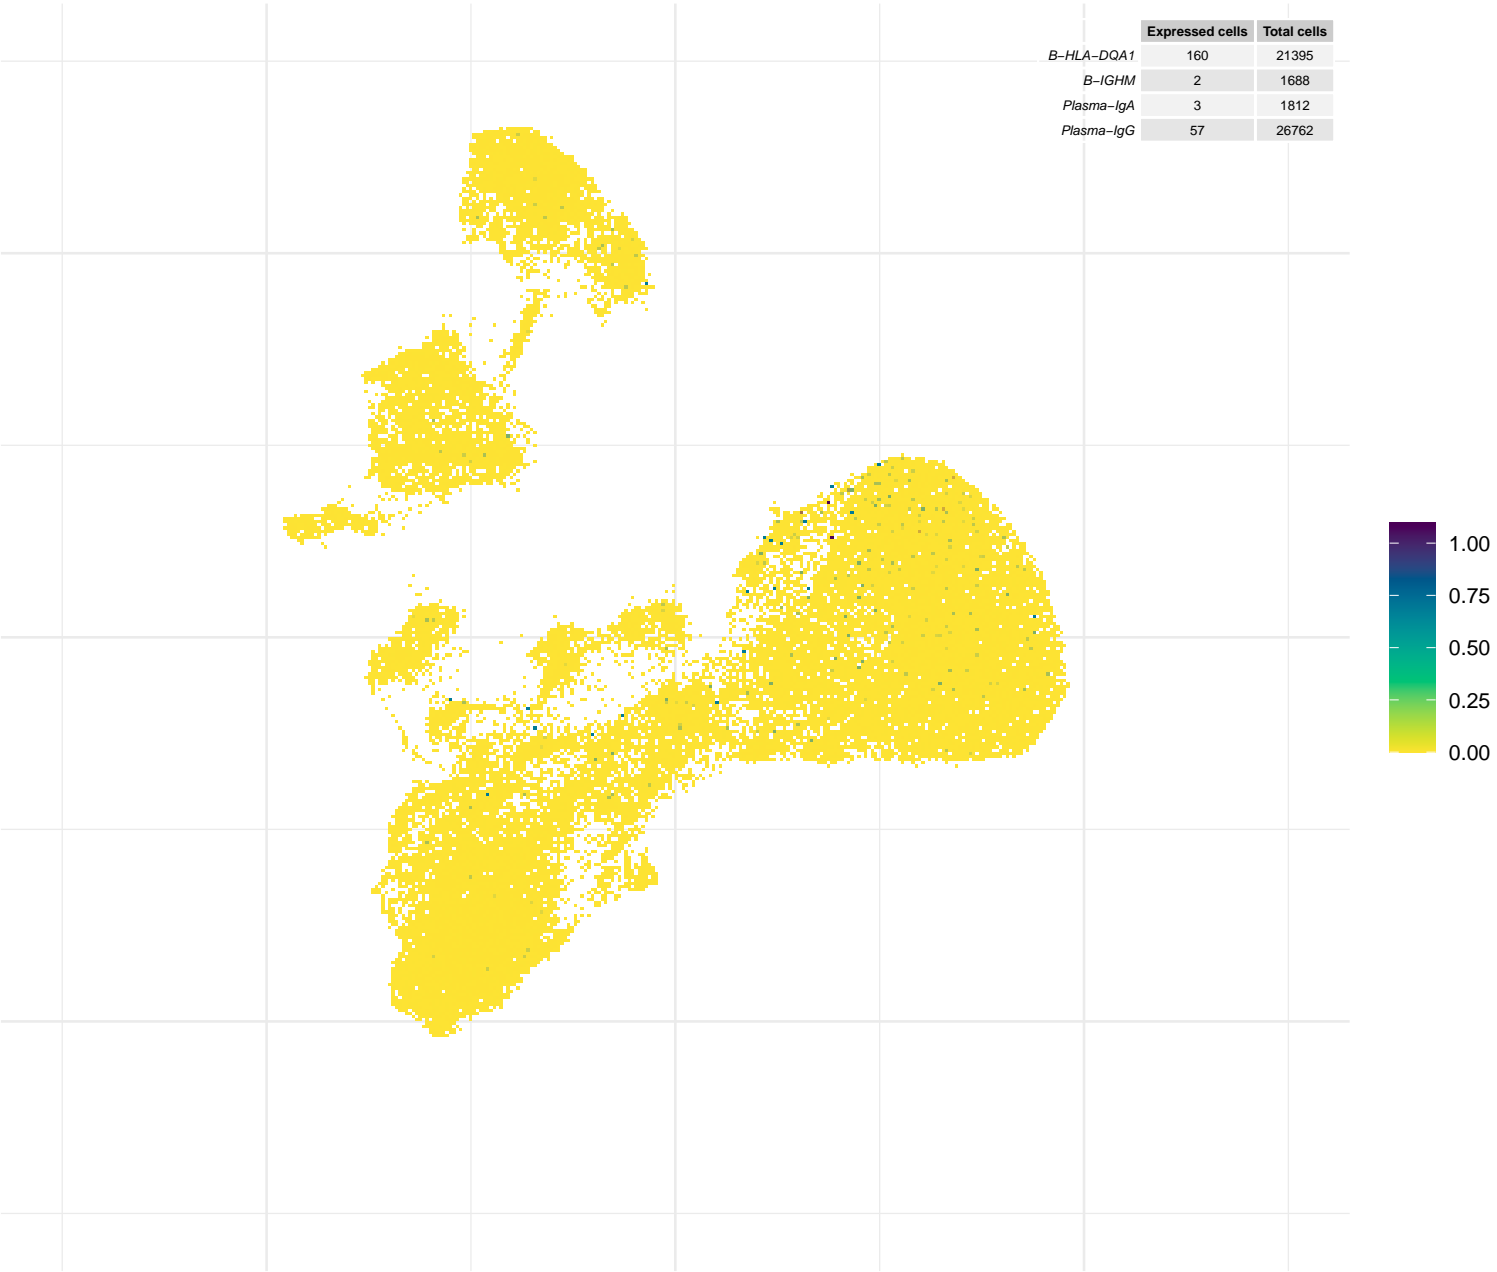 Expressed cells Total cells
B−HLA−DQA1 160 21395
B−IGHM 2 1688
Plasma−IgA 3 1812
Plasma−IgG 57 26762
1.00
0.75
0.50
0.25
0.00